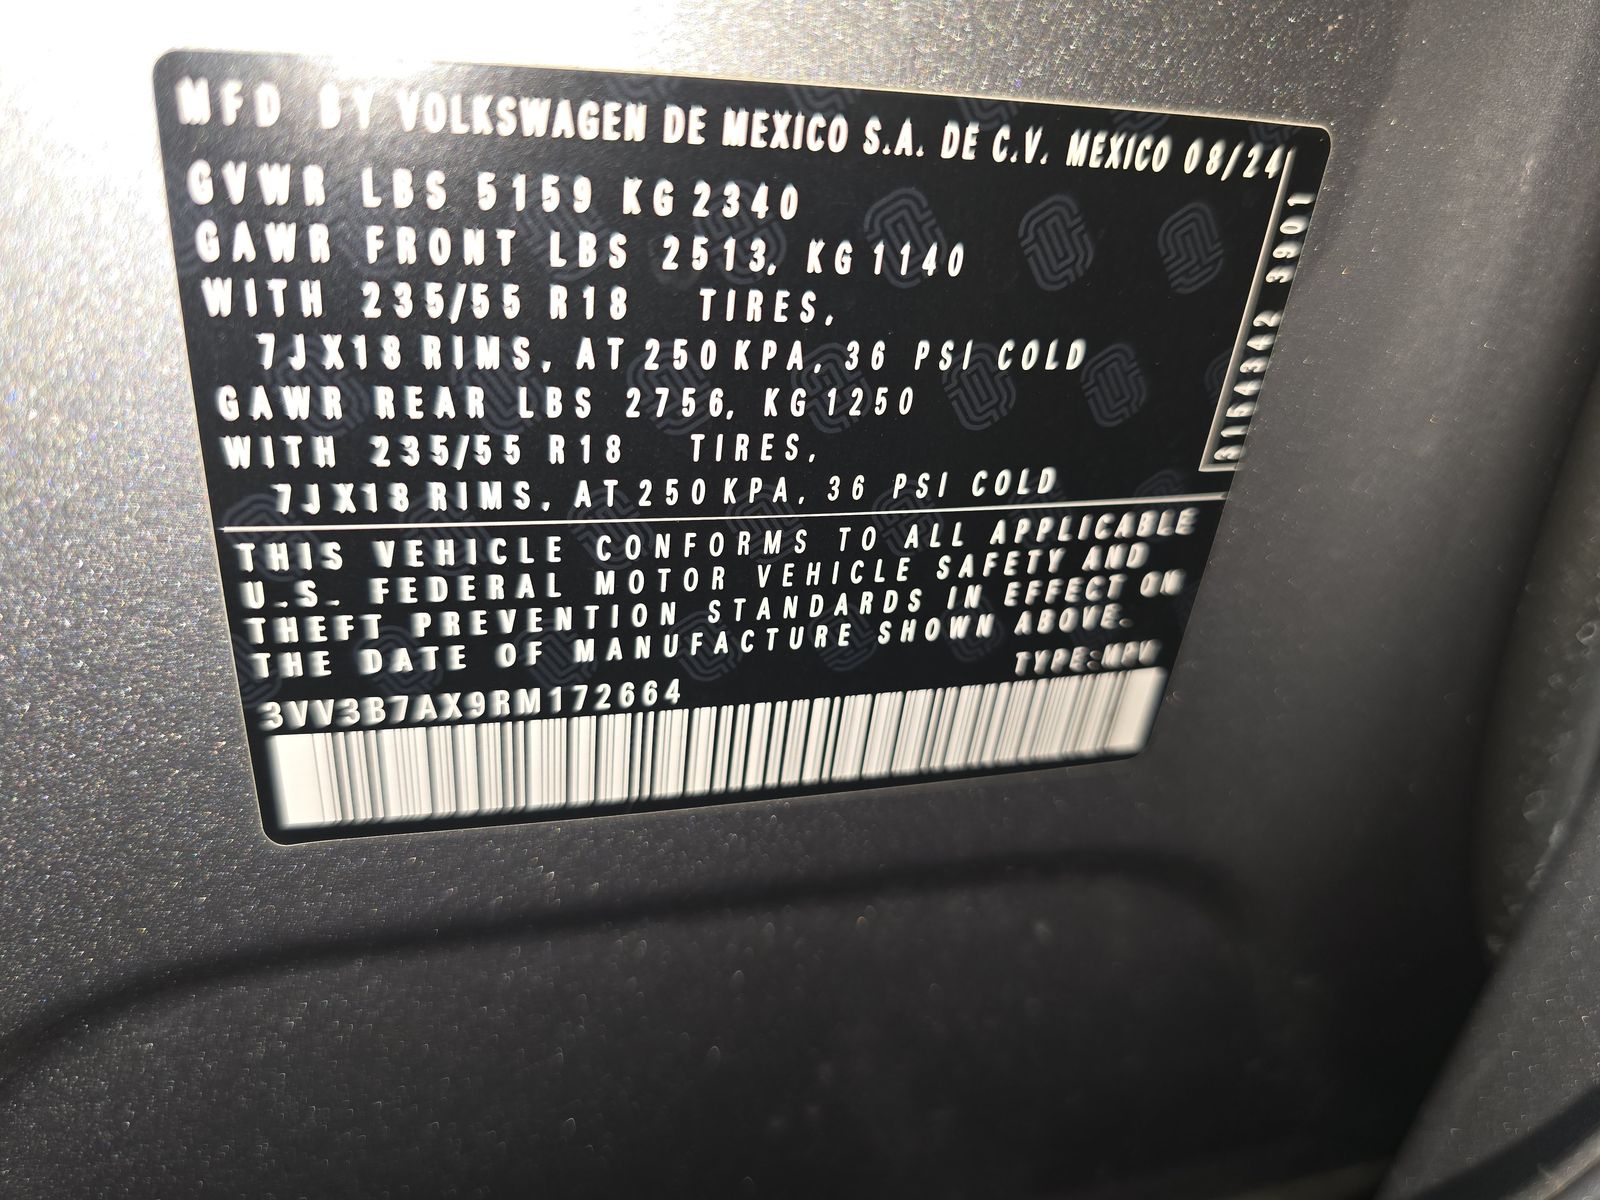 MFD BY VOLKSWAGEN DE MEXICO S.A. DE C.V. MEXICO 08/24
GVWR LBS 5159 KG 2340
GAWR FRONT LBS 2513, KG 1140
WITH 235/55 R18 TIRES,
7JX18 RIMS, AT 250 KPA, 36 PSI COLD
GAWR REAR LBS 2756, KG 1250
WITH 235/55 R18 TIRES,
7JX18 RIMS, AT 250 KPA, 36 PSI COLD
3154342 3901
THIS VEHICLE CONFORMS TO ALL APPLICABLE
U.S. FEDERAL MOTOR VEHICLE SAFETY AND
THEFT PREVENTION STANDARDS IN EFFECT ON
THE DATE OF MANUFACTURE SHOWN ABOVE.
TYPE:MPV
3VV3B7AX9RM172664